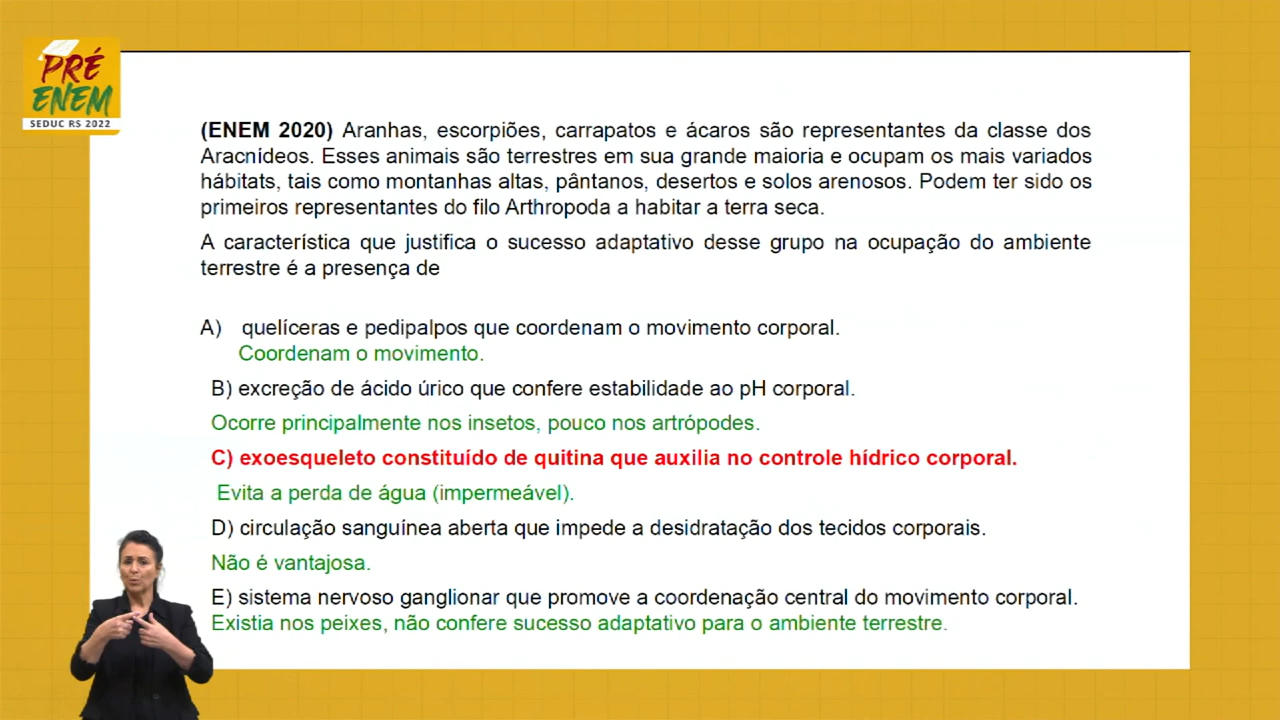 PRÉ
ENEM
SEDUC RS 2022
(ENEM 2020) Aranhas, escorpiões, carrapatos e ácaros são representantes da classe dos
Aracnídeos. Esses animais são terrestres em sua grande maioria e ocupam os mais variados
hábitats, tais como montanhas altas, pântanos, desertos e solos arenosos. Podem ter sido os
primeiros representantes do filo Arthropoda a habitar a terra seca.
A característica que justifica o sucesso adaptativo desse grupo na ocupação do ambiente
terrestre é a presença de
A) quelíceras e pedipalpos que coordenam o movimento corporal.
Coordenam o movimento.
B) excreção de ácido úrico que confere estabilidade ao pH corporal.
Ocorre principalmente nos insetos, pouco nos artrópodes.
C) exoesqueleto constituído de quitina que auxilia no controle hídrico corporal.
Evita a perda de água (impermeável).
D) circulação sanguínea aberta que impede a desidratação dos tecidos corporais.
Não é vantajosa.
E) sistema nervoso ganglionar que promove a coordenação central do movimento corporal.
Existia nos peixes, não confere sucesso adaptativo para o ambiente terrestre.